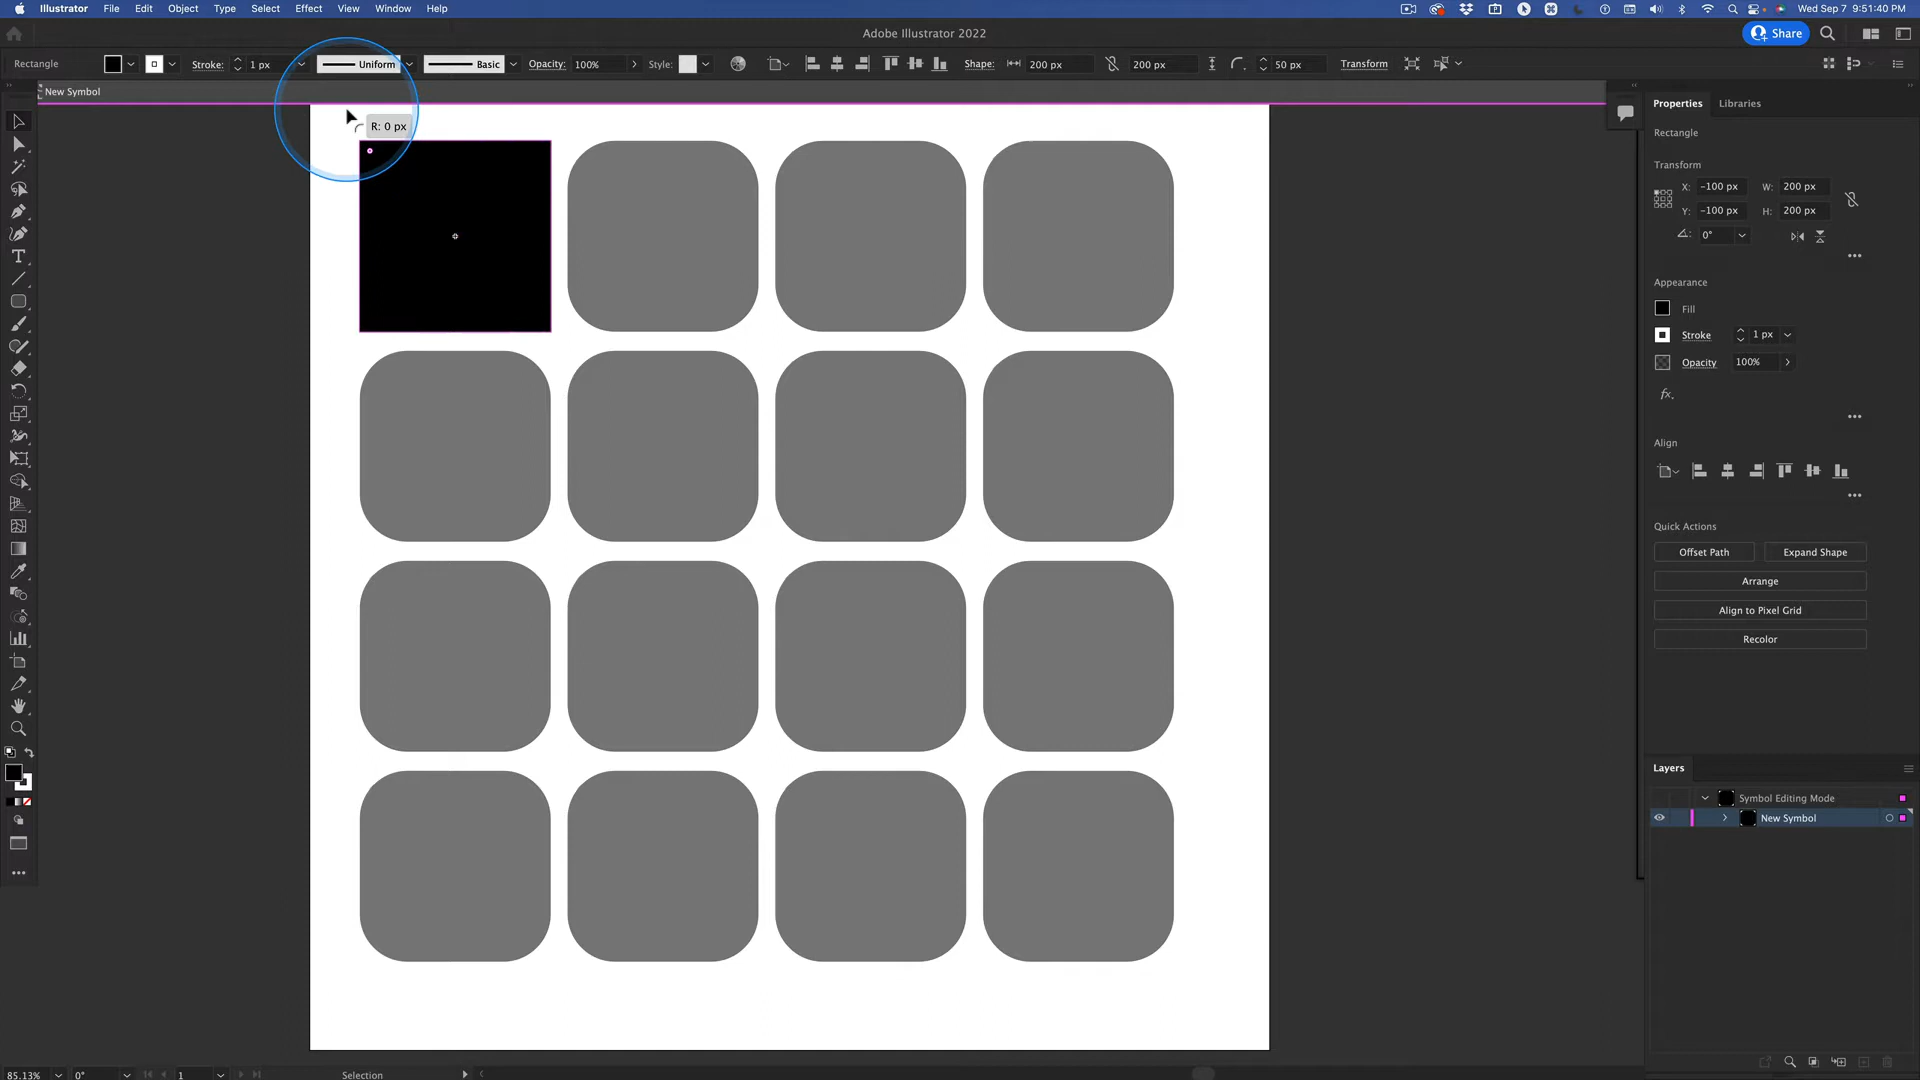 Illustrator File Edit Object Type Select Effect View Window Help Wed Sep 7 9:51:40 PM
Adobe Illustrator 2022 Share
Rectangle Stroke: 1 px Uniform Basic Opacity: 100% Style: Shape: 200 px 200 px 50 px Transform
New Symbol
R: 0 px
Properties Libraries
Rectangle
Transform
X: -100 px W: 200 px
Y: -100 px H: 200 px
0°
Appearance
Fill
Stroke 1 px
Opacity 100%
fx.
Align
Quick Actions
Offset Path Expand Shape
Arrange
Align to Pixel Grid
Recolor
Layers
Symbol Editing Mode
New Symbol
85.13% 0° 1 Selection